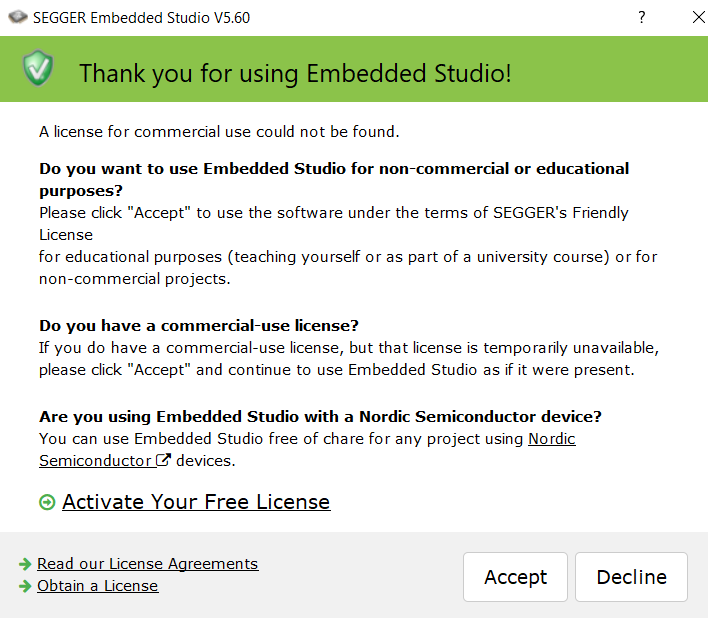 SEGGER Embedded Studio V5.60
?
Thank you for using Embedded Studio!
A license for commercial use could not be found.
Do you want to use Embedded Studio for non-commercial or educational
purposes?
Please click "Accept" to use the software under the terms of SEGGER's Friendly
License
for educational purposes (teaching yourself or as part of a university course) or for
non-commercial projects.
Do you have a commercial-use license?
If you do have a commercial-use license, but that license is temporarily unavailable,
please click "Accept" and continue to use Embedded Studio as if it were present.
Are you using Embedded Studio with a Nordic Semiconductor device?
You can use Embedded Studio free of chare for any project using Nordic
Semiconductor devices.
Activate Your Free License
Read our License Agreements
Obtain a License
Accept
Decline